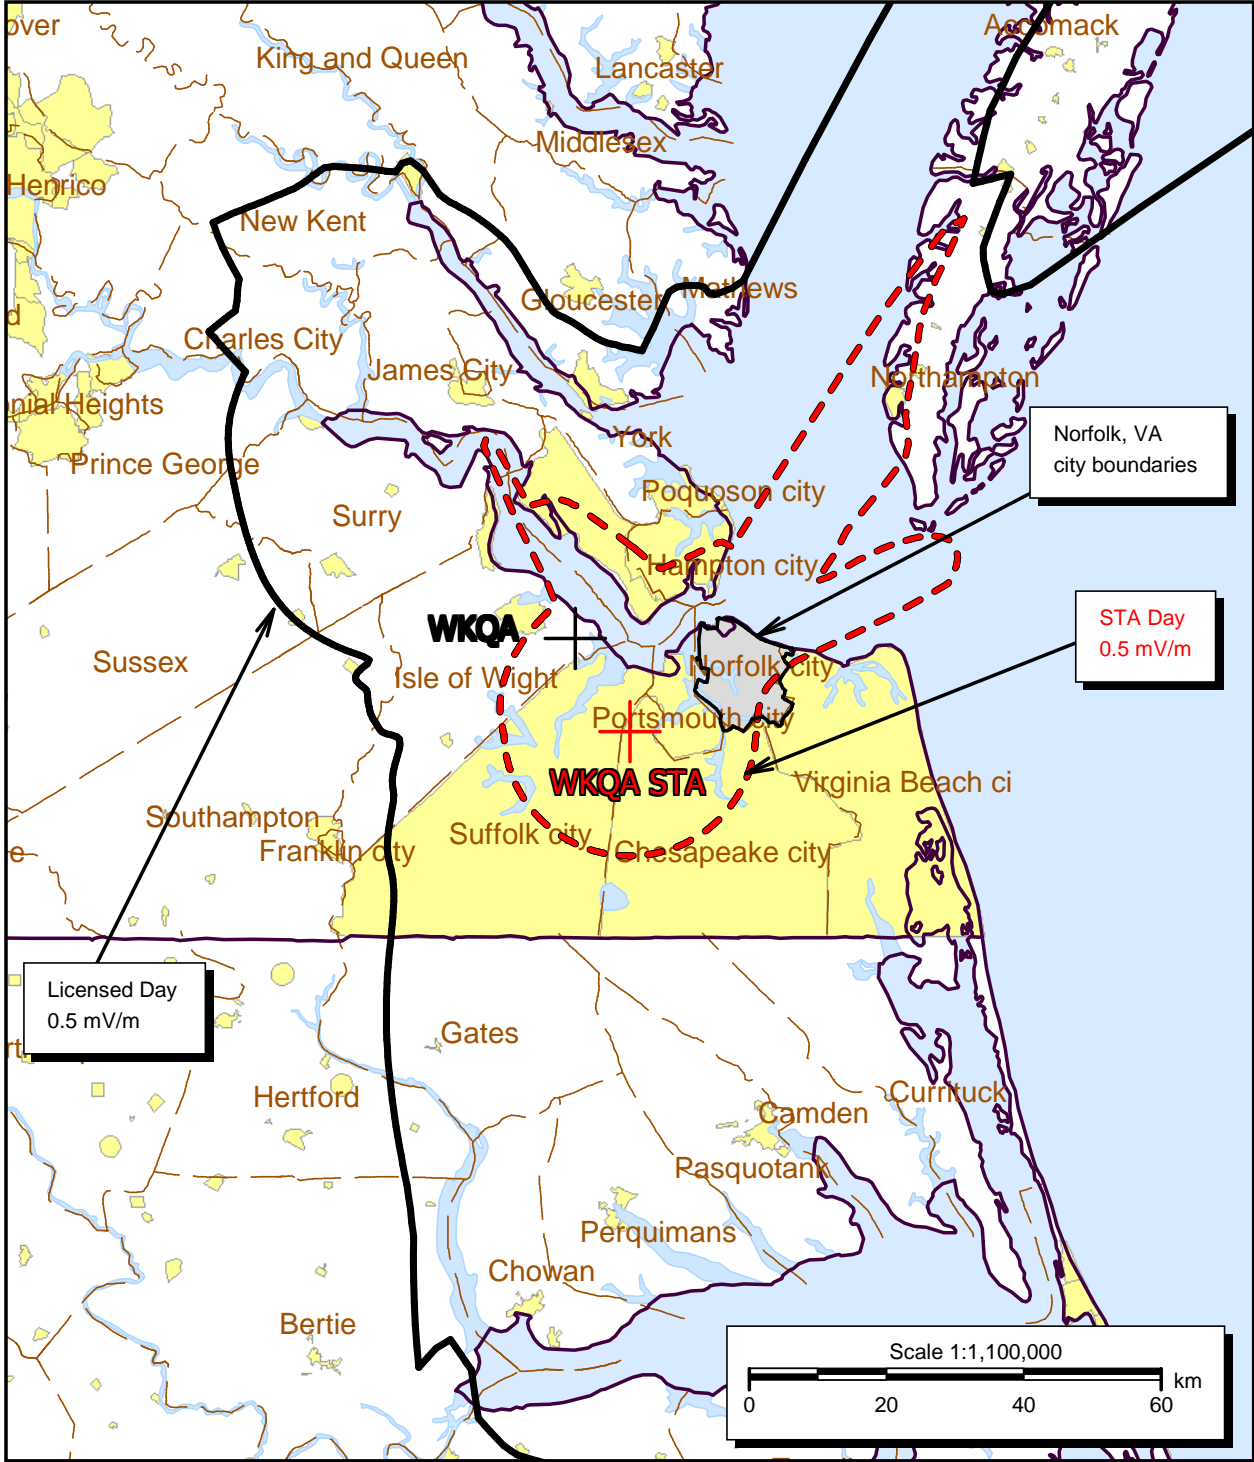 over
Accomack
King and Queen
Lancaster
Middlesex
Henrico
New Kent
Mathews
Gloucester
d
Charles City
James City
Northampton
onial Heights
York
Norfolk, VA
city boundaries
Prince George
Poquoson city
Surry
Hampton city
STA Day
0.5 mV/m
WKQA
Sussex
Isle of Wight
Norfolk city
Portsmouth city
WKQA STA
Virginia Beach ci
Southampton
Suffolk city
Franklin city
Chesapeake city
e
Licensed Day
0.5 mV/m
Gates
Hertford
Currituck
Camden
Pasquotank
Perquimans
Chowan
Bertie
Scale 1:1,100,000
km
0 20 40 60